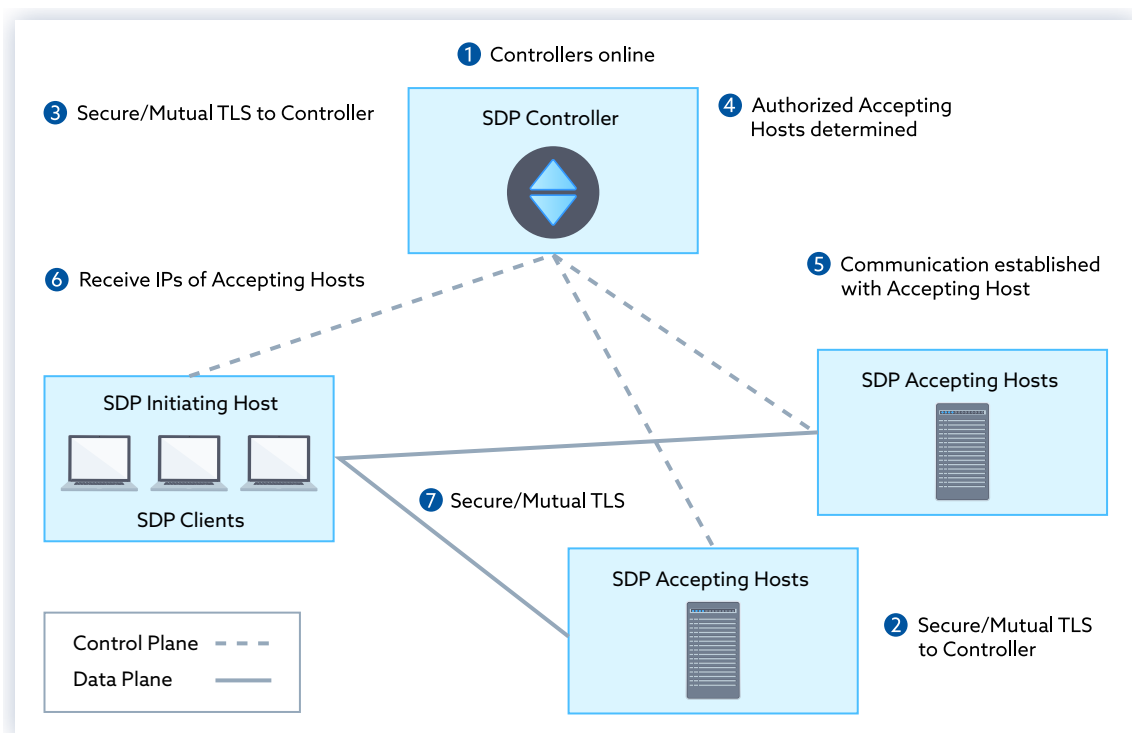 1 Controllers online
3 Secure/Mutual TLS to Controller
SDP Controller
4 Authorized Accepting
Hosts determined
6 Receive IPs of Accepting Hosts
5 Communication established
with Accepting Host
SDP Initiating Host
SDP Clients
SDP Accepting Hosts
7 Secure/Mutual TLS
SDP Accepting Hosts
2 Secure/Mutual TLS
to Controller
Control Plane
Data Plane